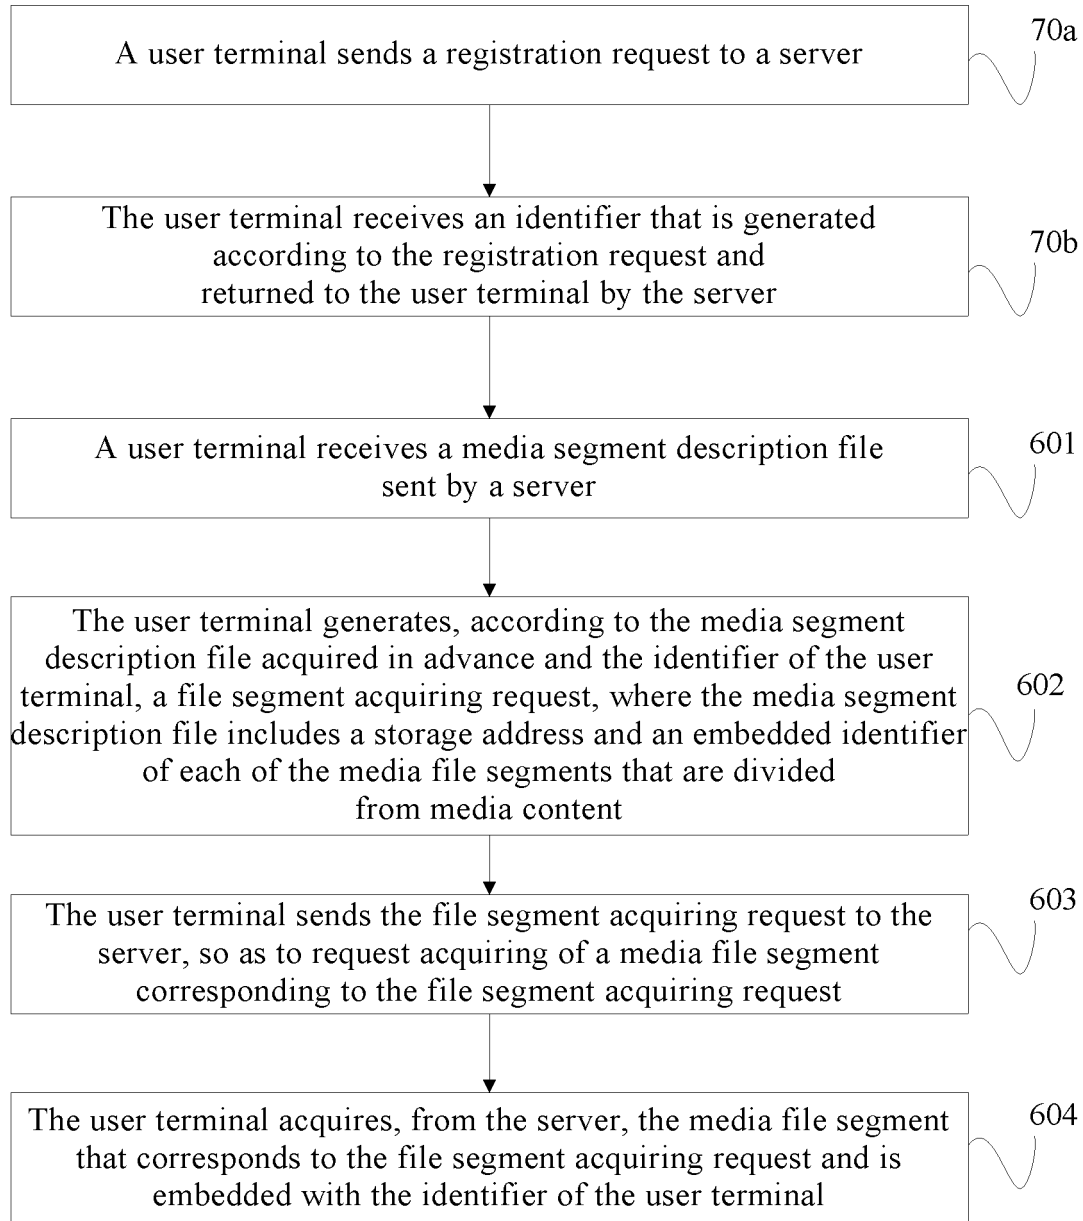 A user terminal sends a registration request to a server
70a
The user terminal receives an identifier that is generated
according to the registration request and
returned to the user terminal by the server
70b
A user terminal receives a media segment description file
sent by a server
601
The user terminal generates, according to the media segment
description file acquired in advance and the identifier of the user
terminal, a file segment acquiring request, where the media segment
description file includes a storage address and an embedded identifier
of each of the media file segments that are divided
from media content
602
The user terminal sends the file segment acquiring request to the
server, so as to request acquiring of a media file segment
corresponding to the file segment acquiring request
603
The user terminal acquires, from the server, the media file segment
that corresponds to the file segment acquiring request and is
embedded with the identifier of the user terminal
604